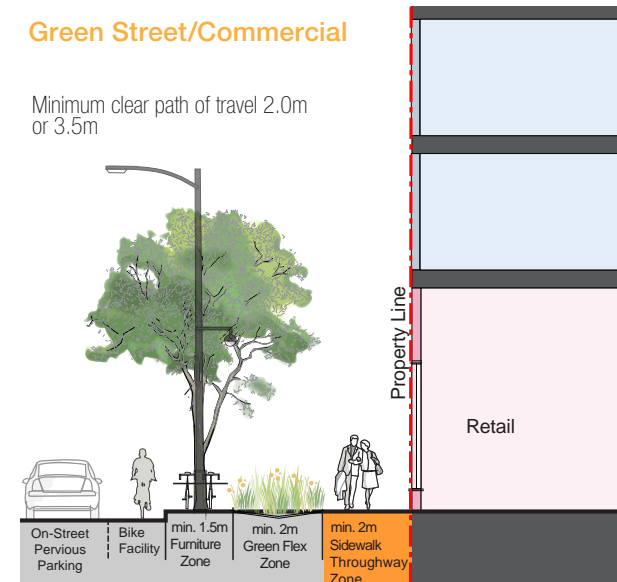 Green Street/Commercial
Minimum clear path of travel 2.0m
or 3.5m
Property Line
Retail
On-Street
Pervious
Parking
Bike
Facility
min. 1.5m
Furniture
Zone
min. 2m
Green Flex
Zone
min. 2m
Sidewalk
Throughway
Zone